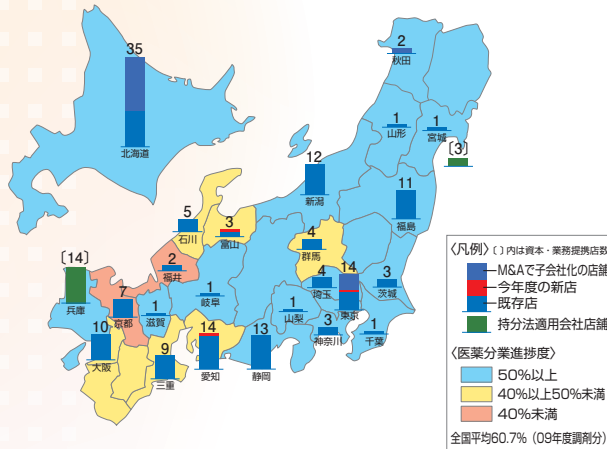 35
北海道
2
秋田
1
山形
1
宮城
〔3〕
12
新潟
11
福島
5
石川
3
富山
4
群馬
〔14〕
兵庫
2
福井
7
京都
1
滋賀
1
岐阜
4
埼玉
14
東京
3
茨城
1
山梨
3
神奈川
1
千葉
10
大阪
9
三重
14
愛知
13
静岡
〈凡例〉〔 〕内は資本・業務提携店数
M&Aで子会社化の店舗
今年度の新店
既存店
持分法適用会社店舗
〈医薬分業進捗度〉
50%以上
40%以上50%未満
40%未満
全国平均60.7%(09年度調剤分)